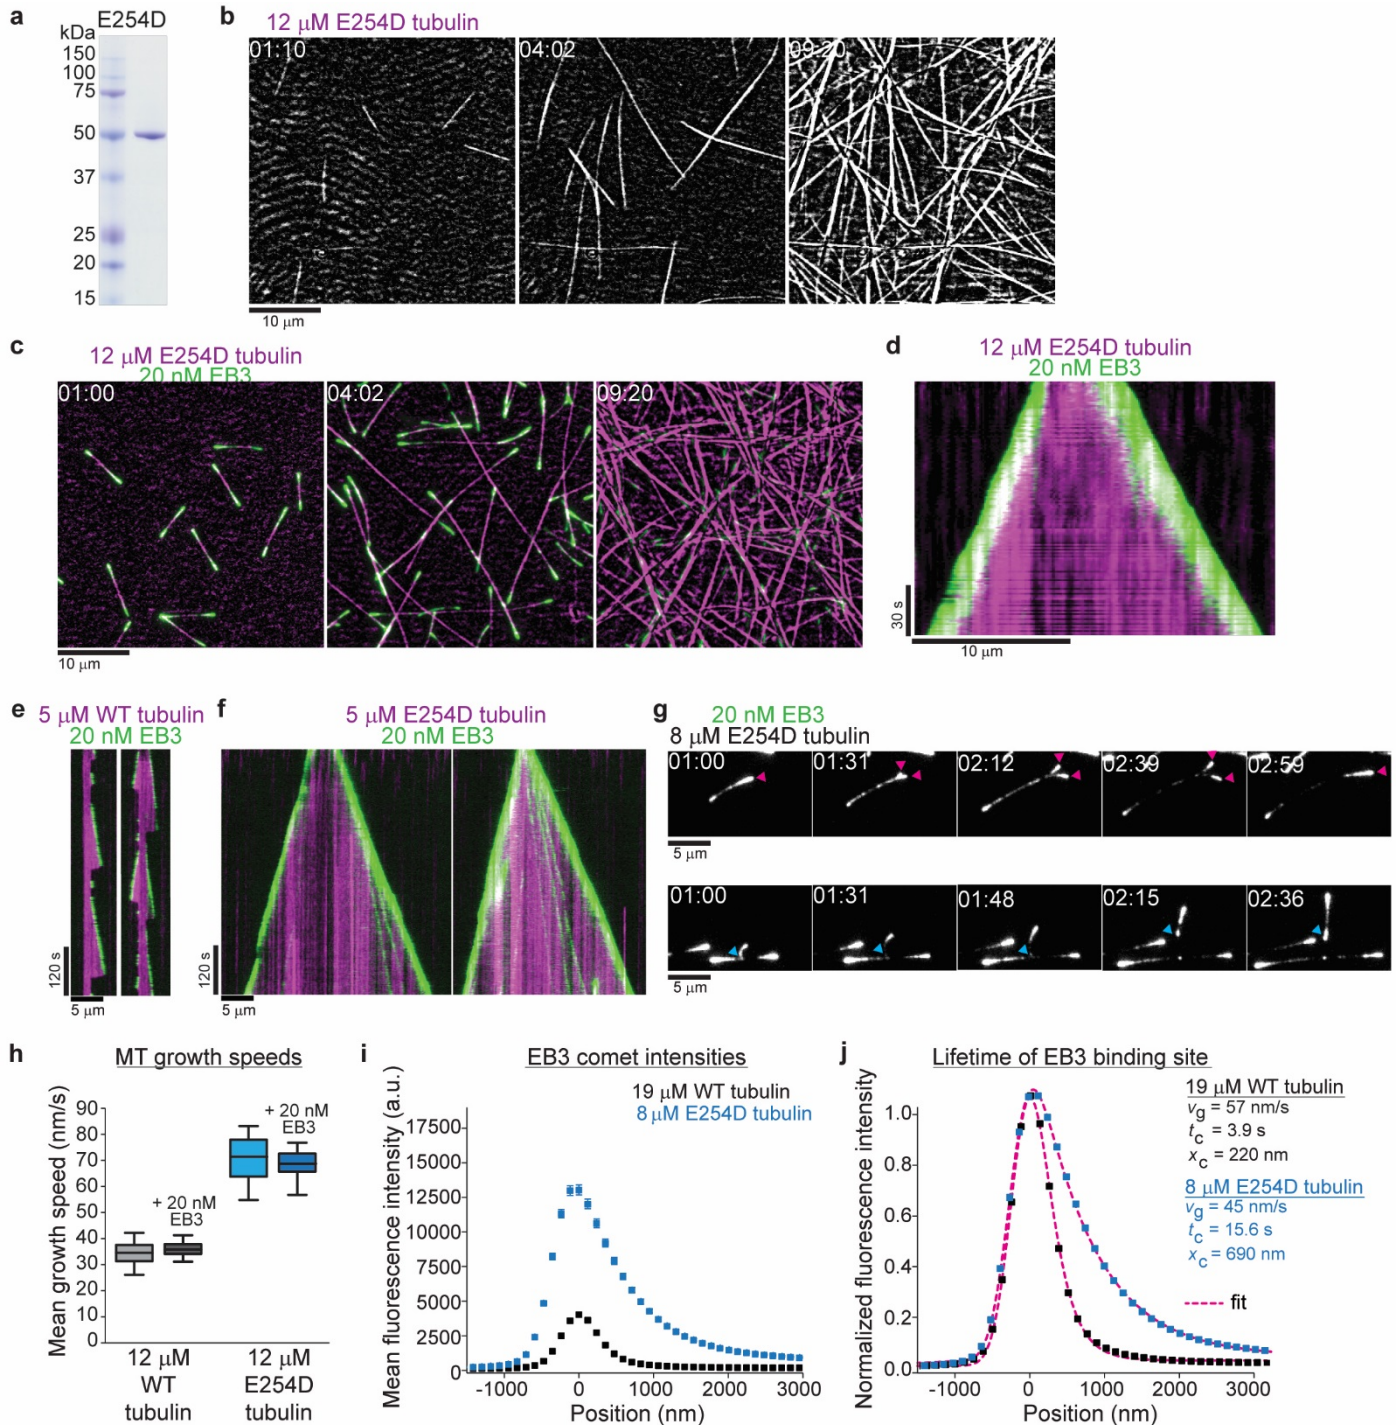 a
E254D
kDa
150
100
75
50
37
25
20
15
b
12 μM E254D tubulin
01:10
04:02
09:20
10 μm
c
12 μM E254D tubulin
20 nM EB3
01:00
04:02
09:20
10 μm
d
12 μM E254D tubulin
20 nM EB3
30 s
10 μm
e
5 μM WT tubulin
20 nM EB3
120 s
5 μm
f
5 μM E254D tubulin
20 nM EB3
120 s
5 μm
g
20 nM EB3
8 μM E254D tubulin
01:00
01:31
02:12
02:39
02:59
5 μm
01:00
01:31
01:48
02:15
02:36
5 μm
h
MT growth speeds
Mean growth speed (nm/s)
90
80
70
60
50
40
30
20
10
0
+ 20 nM
EB3
+ 20 nM
EB3
12 μM
WT
tubulin
12 μM
E254D
tubulin
i
EB3 comet intensities
19 μM WT tubulin
8 μM E254D tubulin
Mean fluorescence intensity (a.u.)
17500
15000
12500
10000
7500
5000
2500
0
-1000
0
1000
2000
3000
Position (nm)
j
Lifetime of EB3 binding site
Normalized fluorescence intensity
1.0
0.8
0.6
0.4
0.2
0.0
-1000
0
1000
2000
3000
Position (nm)
19 μM WT tubulin
vg = 57 nm/s
tc = 3.9 s
xc = 220 nm
8 μM E254D tubulin
vg = 45 nm/s
tc = 15.6 s
xc = 690 nm
fit